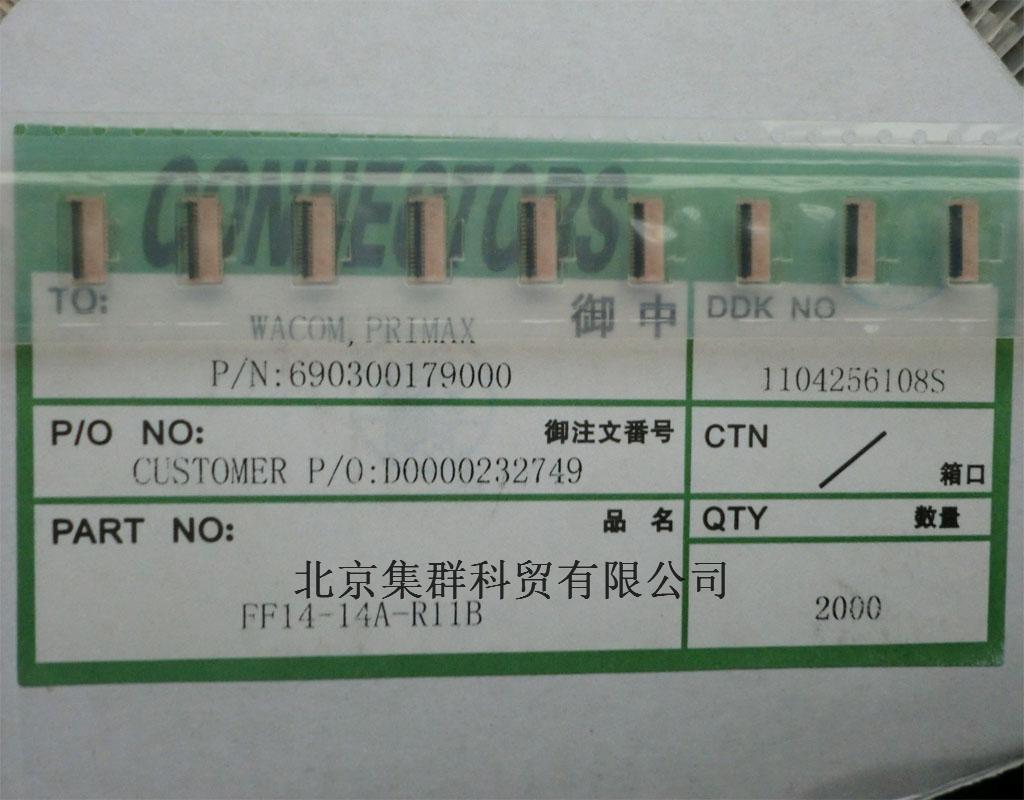 CONNECTORS
TO: 御中
WACOM, PRIMAX
P/N:690300179000
DDK NO
1104256108S
P/O NO: 御注文番号
CUSTOMER P/O:D0000232749
CTN
箱口
PART NO: 品名
QTY 数量
北京集群科贸有限公司
FF14-14A-R11B
2000